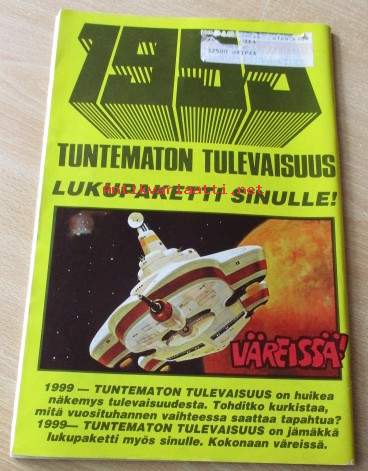 1999
TUNTEMATON TULEVAISUUS
LUKUPAKETTI SINULLE!
VÄREISSÄ!
1999 — TUNTEMATON TULEVAISUUS on huikea
näkemys tulevaisuudesta. Tohditko kurkistaa,
mitä vuosituhannen vaihteessa saattaa tapahtua?
1999 — TUNTEMATON TULEVAISUUS on jämäkkä
lukupaketti myös sinulle. Kokonaan väreissä.